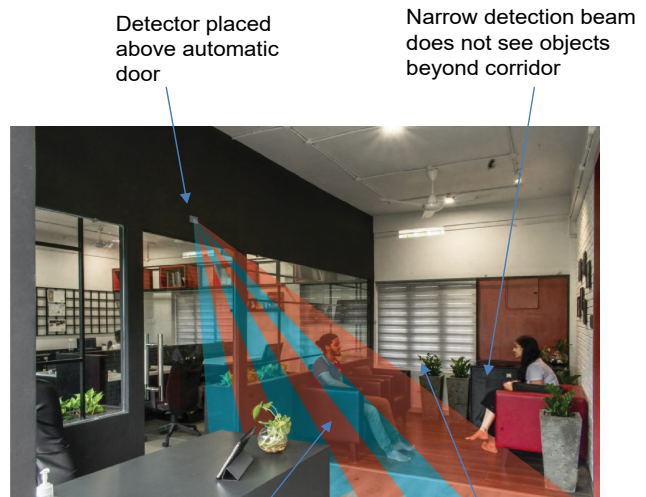 Detector placed
above automatic
door
Narrow detection beam
does not see objects
beyond corridor